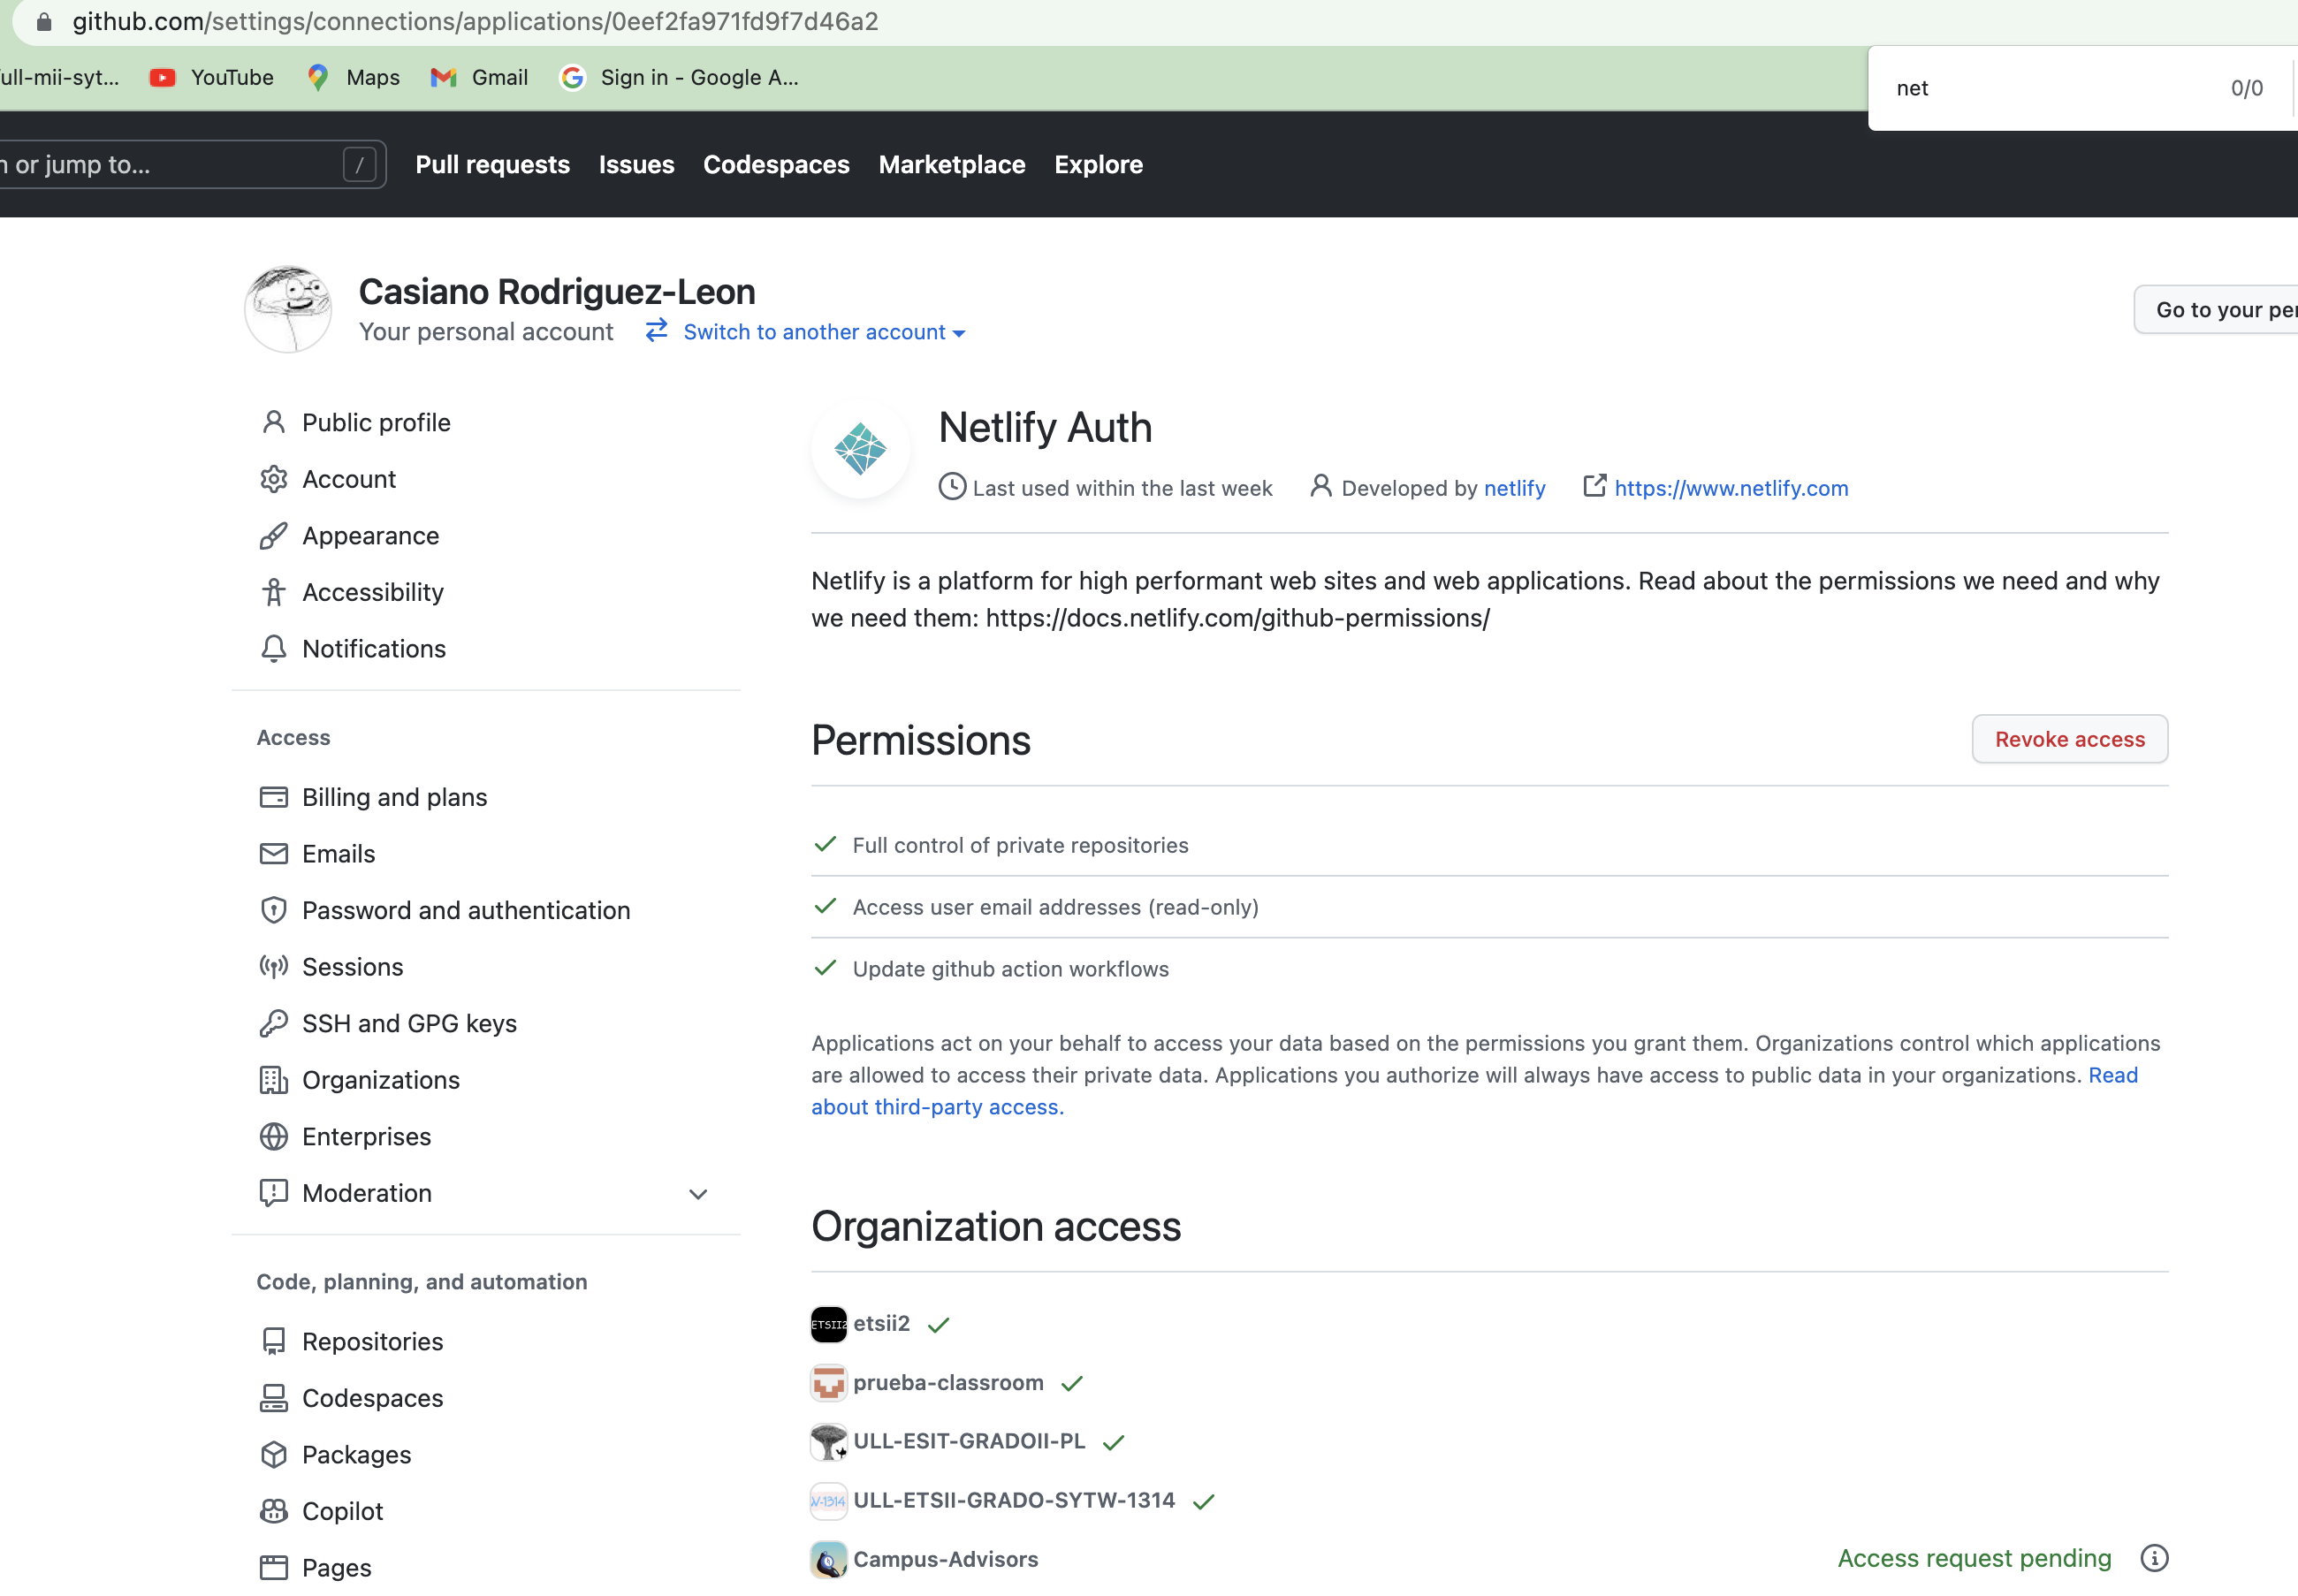 github.com/settings/connections/applications/0eef2fa971fd9f7d46a2
ull-mii-syt... YouTube Maps Gmail Sign in - Google A...
net 0/0
or jump to... / Pull requests Issues Codespaces Marketplace Explore
Casiano Rodriguez-Leon
Your personal account Switch to another account
Go to your
Public profile
Account
Appearance
Accessibility
Notifications
Access
Billing and plans
Emails
Password and authentication
Sessions
SSH and GPG keys
Organizations
Enterprises
Moderation
Code, planning, and automation
Repositories
Codespaces
Packages
Copilot
Pages
Netlify Auth
Last used within the last week Developed by netlify https://www.netlify.com
Netlify is a platform for high performant web sites and web applications. Read about the permissions we need and why
we need them: https://docs.netlify.com/github-permissions/
Permissions
Revoke access
Full control of private repositories
Access user email addresses (read-only)
Update github action workflows
Applications act on your behalf to access your data based on the permissions you grant them. Organizations control which applications
are allowed to access their private data. Applications you authorize will always have access to public data in your organizations. Read
about third-party access.
Organization access
ETSII2 etsii2
prueba-classroom
ULL-ESIT-GRADOII-PL
W-1314 ULL-ETSII-GRADO-SYTW-1314
Campus-Advisors Access request pending